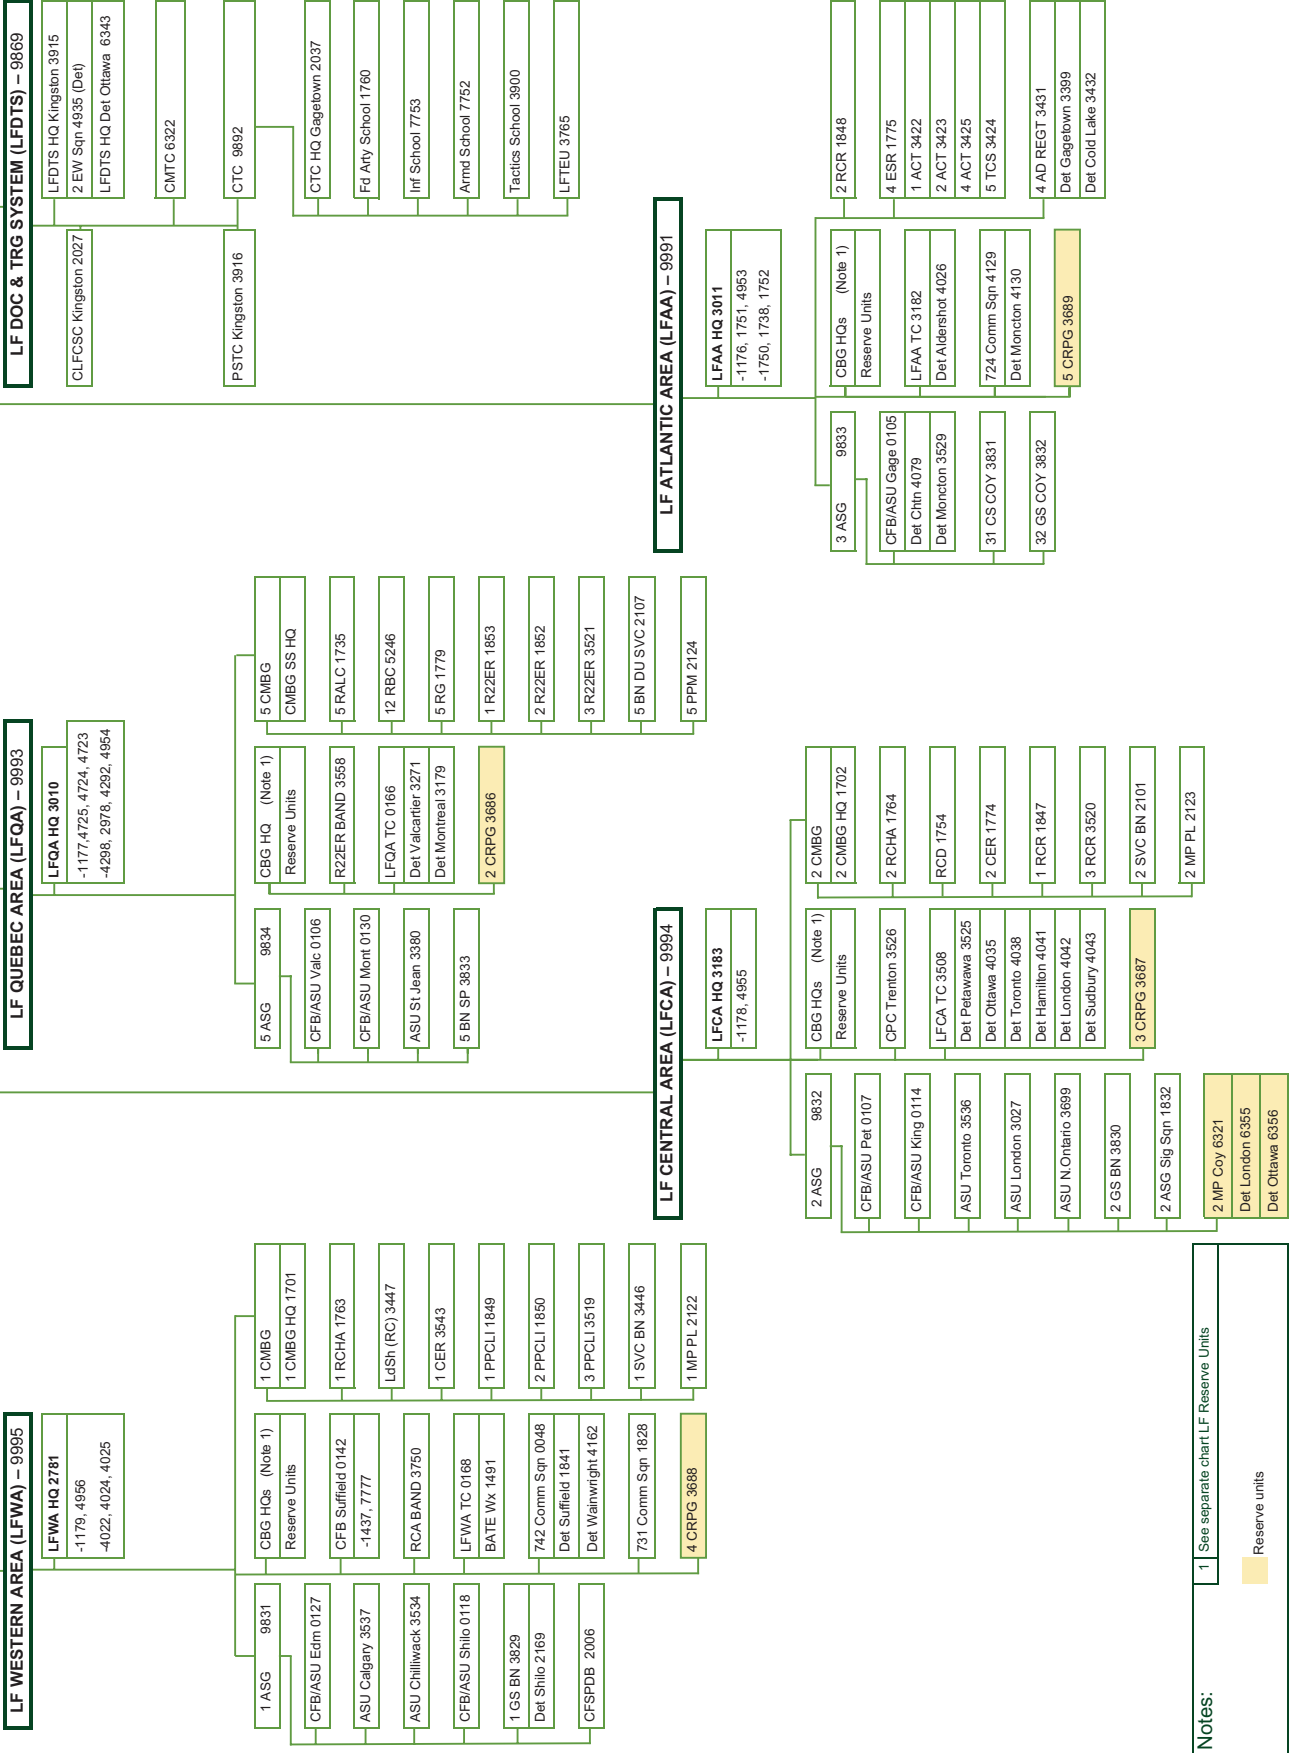 LF WESTERN AREA (LFWA) – 9995
LFWA HQ 2781
-1179, 4956
-4022, 4024, 4025
1 ASG 9831
CFB/ASU Edm 0127
ASU Calgary 3537
ASU Chilliwack 3534
CFB/ASU Shilo 0118
1 GS BN 3829
Det Shilo 2169
CFSPDB 2006
CBG HQs (Note 1)
Reserve Units
CFB Suffield 0142
-1437, 7777
RCA BAND 3750
LFWA TC 0168
BATE Wx 1491
742 Comm Sqn 0048
Det Suffield 1841
Det Wainwright 4162
731 Comm Sqn 1828
4 CRPG 3688
1 CMBG
1 CMBG HQ 1701
1 RCHA 1763
LdSh (RC) 3447
1 CER 3543
1 PPCLI 1849
2 PPCLI 1850
3 PPCLI 3519
1 SVC BN 3446
1 MP PL 2122
LF QUEBEC AREA (LFQA) – 9993
LFQA HQ 3010
-1177,4725, 4724, 4723
-4298, 2978, 4292, 4954
5 ASG 9834
CFB/ASU Valc 0106
CFB/ASU Mont 0130
ASU St Jean 3380
5 BN SP 3833
CBG HQ (Note 1)
Reserve Units
R22ER BAND 3558
LFQA TC 0166
Det Valcartier 3271
Det Montreal 3179
2 CRPG 3686
5 CMBG
CMBG SS HQ
5 RALC 1735
12 RBC 5246
5 RG 1779
1 R22ER 1853
2 R22ER 1852
3 R22ER 3521
5 BN DU SVC 2107
5 PPM 2124
LF DOC & TRG SYSTEM (LFDTS) – 9869
CLFCSC Kingston 2027
PSTC Kingston 3916
LFDTS HQ Kingston 3915
2 EW Sqn 4935 (Det)
LFDTS HQ Det Ottawa 6343
CMTC 6322
CTC 9892
CTC HQ Gagetown 2037
Fd Arty School 1760
Inf School 7753
Armd School 7752
Tactics School 3900
LFTEU 3765
LF CENTRAL AREA (LFCA) – 9994
LFCA HQ 3183
-1178, 4955
2 ASG 9832
CFB/ASU Pet 0107
CFB/ASU King 0114
ASU Toronto 3536
ASU London 3027
ASU N.Ontario 3699
2 GS BN 3830
2 ASG Sig Sqn 1832
2 MP Coy 6321
Det London 6355
Det Ottawa 6356
CBG HQs (Note 1)
Reserve Units
CPC Trenton 3526
LFCA TC 3508
Det Petawawa 3525
Det Ottawa 4035
Det Toronto 4038
Det Hamilton 4041
Det London 4042
Det Sudbury 4043
3 CRPG 3687
2 CMBG
2 CMBG HQ 1702
2 RCHA 1764
RCD 1754
2 CER 1774
1 RCR 1847
3 RCR 3520
2 SVC BN 2101
2 MP PL 2123
LF ATLANTIC AREA (LFAA) – 9991
LFAA HQ 3011
-1176, 1751, 4953
-1750, 1738, 1752
3 ASG 9833
CFB/ASU Gage 0105
Det Chtn 4079
Det Moncton 3529
31 CS COY 3831
32 GS COY 3832
CBG HQs (Note 1)
Reserve Units
LFAA TC 3182
Det Aldershot 4026
724 Comm Sqn 4129
Det Moncton 4130
5 CRPG 3689
2 RCR 1848
4 ESR 1775
1 ACT 3422
2 ACT 3423
4 ACT 3425
5 TCS 3424
4 AD REGT 3431
Det Gagetown 3399
Det Cold Lake 3432
Notes:
1 See separate chart LF Reserve Units
Reserve units